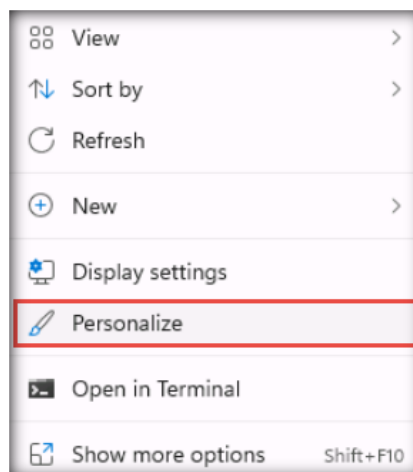 View
Sort by
Refresh
New
Display settings
Personalize
Open in Terminal
Show more options Shift+F10